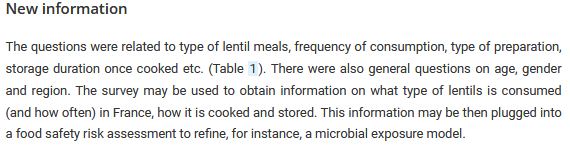 New information
The questions were related to type of lentil meals, frequency of consumption, type of preparation,
storage duration once cooked etc. (Table 1). There were also general questions on age, gender
and region. The survey may be used to obtain information on what type of lentils is consumed
(and how often) in France, how it is cooked and stored. This information may be then plugged into
a food safety risk assessment to refine, for instance, a microbial exposure model.